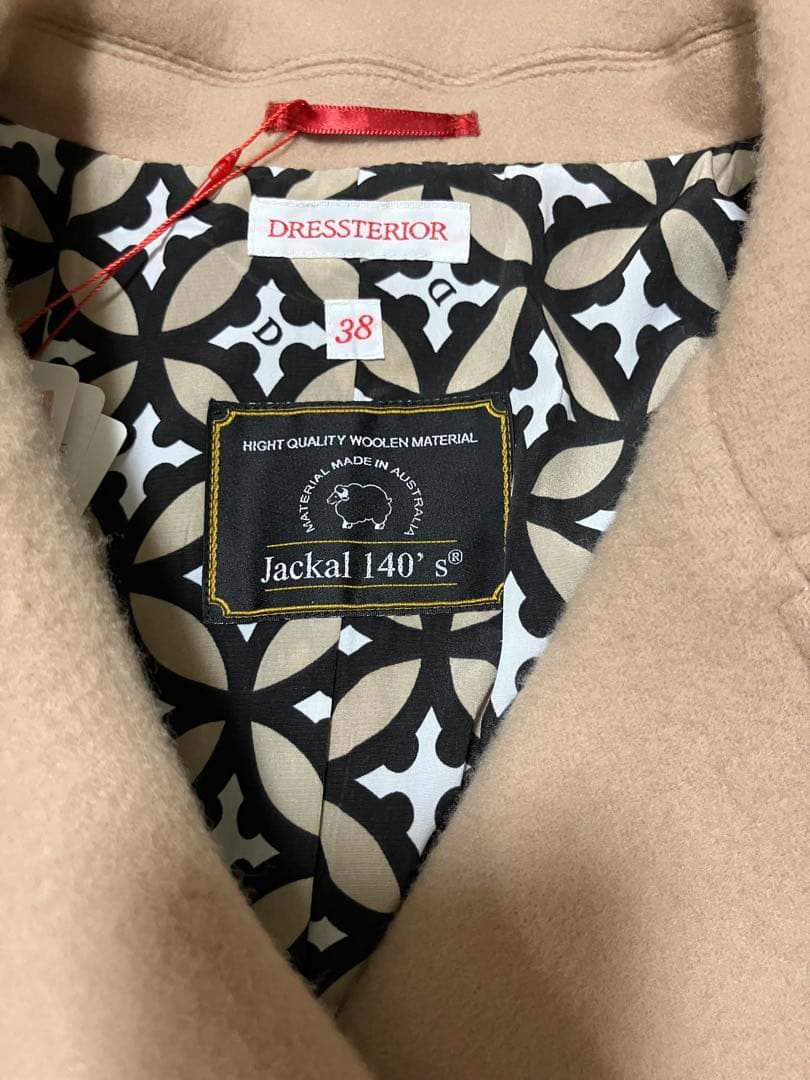 DRESSTERIOR
D
D
38
HIGHT QUALITY WOOLEN MATERIAL
MATERIAL MADE IN AUSTRALIA
Jackal 140' s®